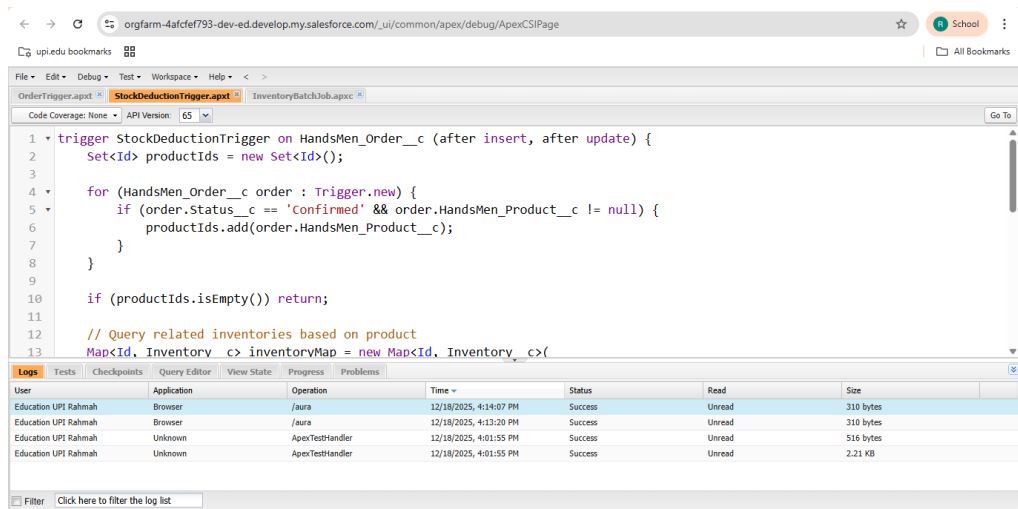 orgfarm-4afcfef793-dev-ed.develop.my.salesforce.com/_ui/common/apex/debug/ApexCSIPage
R School
upi.edu bookmarks
All Bookmarks
File Edit Debug Test Workspace Help < >
OrderTrigger.apxt StockDeductionTrigger.apxt InventoryBatchJob.apxc
Code Coverage: None API Version: 65 Go To
1 trigger StockDeductionTrigger on HandsMen_Order__c (after insert, after update) {
2 Set<Id> productIds = new Set<Id>();
3
4 for (HandsMen_Order__c order : Trigger.new) {
5 if (order.Status__c == 'Confirmed' && order.HandsMen_Product__c != null) {
6 productIds.add(order.HandsMen_Product__c);
7 }
8 }
9
10 if (productIds.isEmpty()) return;
11
12 // Query related inventories based on product
13 Map<Id, Inventory__c> inventoryMap = new Map<Id, Inventory__c>(
Logs Tests Checkpoints Query Editor View State Progress Problems
User Application Operation Time Status Read Size
Education UPI Rahmah Browser /aura 12/18/2025, 4:14:07 PM Success Unread 310 bytes
Education UPI Rahmah Browser /aura 12/18/2025, 4:13:20 PM Success Unread 310 bytes
Education UPI Rahmah Unknown ApexTestHandler 12/18/2025, 4:01:55 PM Success Unread 516 bytes
Education UPI Rahmah Unknown ApexTestHandler 12/18/2025, 4:01:55 PM Success Unread 2.21 KB
Filter Click here to filter the log list